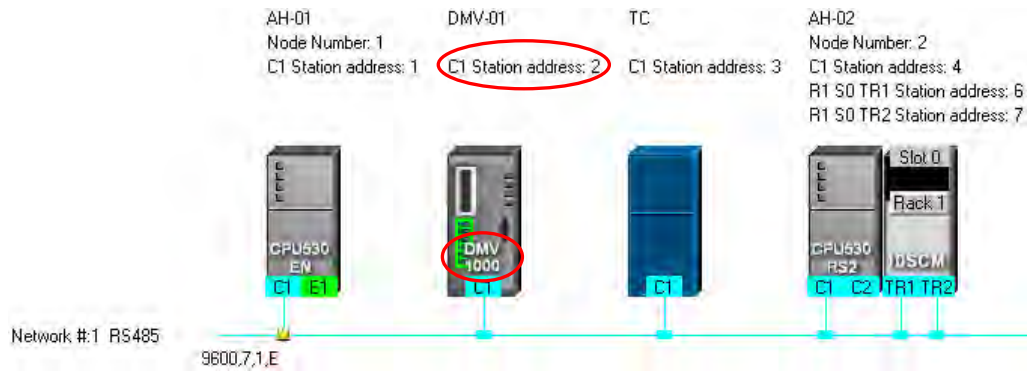 AH-01
Node Number: 1
C1 Station address: 1
DMV-01
C1 Station address: 2
TC
C1 Station address: 3
AH-02
Node Number: 2
C1 Station address: 4
R1 S0 TR1 Station address: 6
R1 S0 TR2 Station address: 7
CPU530
EN
C1 E1
DMV
1000
C1
C1
CPU530
RS2
C1 C2
Slot 0
Rack 1
IDSCM
TR1 TR2
Network #:1 RS485
9600,7,1,E